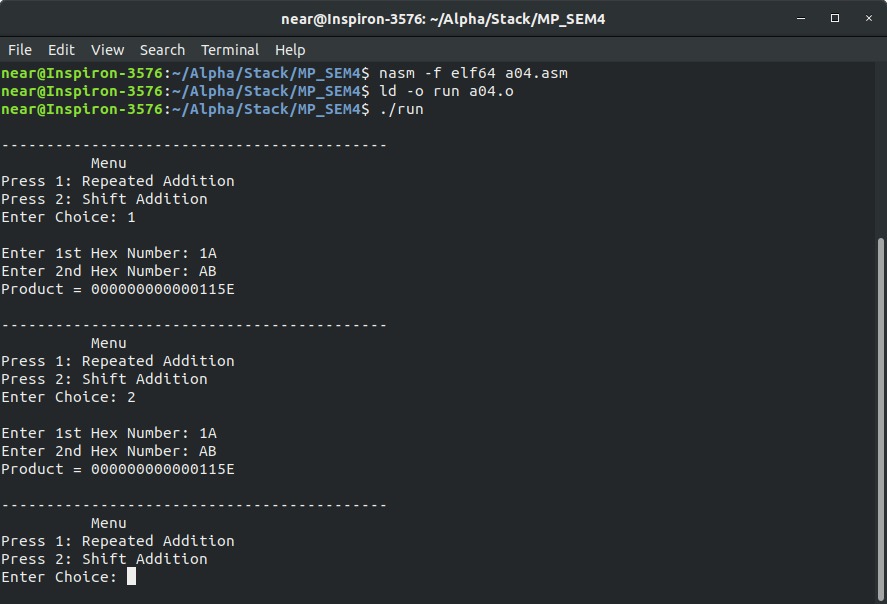 near@Inspiron-3576: ~/Alpha/Stack/MP_SEM4
File Edit View Search Terminal Help
near@Inspiron-3576:~/Alpha/Stack/MP_SEM4$ nasm -f elf64 a04.asm
near@Inspiron-3576:~/Alpha/Stack/MP_SEM4$ ld -o run a04.o
near@Inspiron-3576:~/Alpha/Stack/MP_SEM4$ ./run
-------------------------------------------
Menu
Press 1: Repeated Addition
Press 2: Shift Addition
Enter Choice: 1
Enter 1st Hex Number: 1A
Enter 2nd Hex Number: AB
Product = 000000000000115E
-------------------------------------------
Menu
Press 1: Repeated Addition
Press 2: Shift Addition
Enter Choice: 2
Enter 1st Hex Number: 1A
Enter 2nd Hex Number: AB
Product = 000000000000115E
-------------------------------------------
Menu
Press 1: Repeated Addition
Press 2: Shift Addition
Enter Choice: